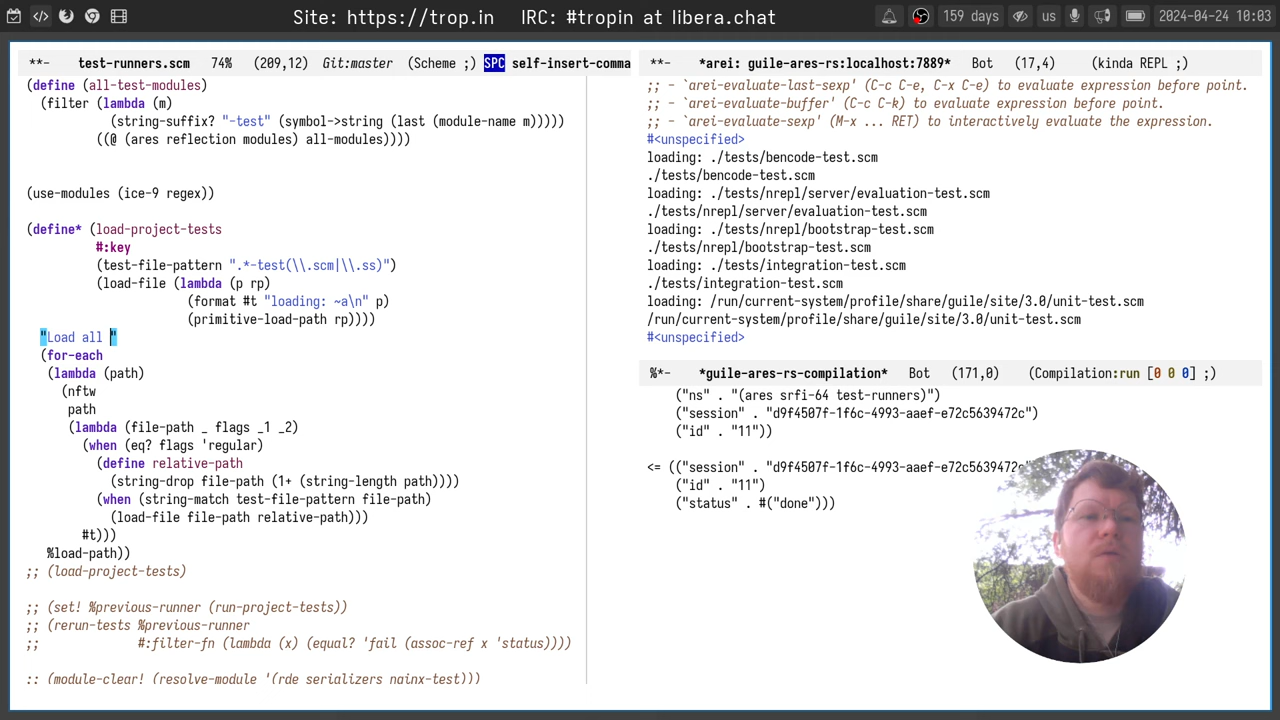 Site: https://trop.in   IRC: #tropin at libera.chat
159 days us 2024-04-24 10:03
**-  test-runners.scm  74%  (209,12)  Git:master  (Scheme ;) SPC self-insert-comma
(define (all-test-modules)
  (filter (lambda (m)
            (string-suffix? "-test" (symbol->string (last (module-name m)))))
          ((@ (ares reflection modules) all-modules))))
(use-modules (ice-9 regex))
(define* (load-project-tests
          #:key
          (test-file-pattern ".*-test(\\.scm|\\.ss)")
          (load-file (lambda (p rp)
                       (format #t "loading: ~a\n" p)
                       (primitive-load-path rp))))
  "Load all "
  (for-each
   (lambda (path)
     (nftw
      path
      (lambda (file-path _ flags _1 _2)
        (when (eq? flags 'regular)
          (define relative-path
            (string-drop file-path (1+ (string-length path))))
          (when (string-match test-file-pattern file-path)
            (load-file file-path relative-path)))
        #t)))
   %load-path))
;; (load-project-tests)
;; (set! %previous-runner (run-project-tests))
;; (rerun-tests %previous-runner
;;              #:filter-fn (lambda (x) (equal? 'fail (assoc-ref x 'status))))
;; (module-clear! (resolve-module '(rde serializers nginx-test)))
**-  *arei: guile-ares-rs:localhost:7889*  Bot  (17,4)  (kinda REPL ;)
;; - `arei-evaluate-last-sexp' (C-c C-e, C-x C-e) to evaluate expression before point.
;; - `arei-evaluate-buffer' (C-c C-k) to evaluate expression before point.
;; - `arei-evaluate-sexp' (M-x ... RET) to interactively evaluate the expression.
#<unspecified>
loading: ./tests/bencode-test.scm
./tests/bencode-test.scm
loading: ./tests/nrepl/server/evaluation-test.scm
./tests/nrepl/server/evaluation-test.scm
loading: ./tests/nrepl/bootstrap-test.scm
./tests/nrepl/bootstrap-test.scm
loading: ./tests/integration-test.scm
./tests/integration-test.scm
loading: /run/current-system/profile/share/guile/site/3.0/unit-test.scm
/run/current-system/profile/share/guile/site/3.0/unit-test.scm
#<unspecified>
%*-  *guile-ares-rs-compilation*  Bot  (171,0)  (Compilation:run [0 0 0] ;)
    ("ns" . "(ares srfi-64 test-runners)")
    ("session" . "d9f4507f-1f6c-4993-aaef-e72c5639472c")
    ("id" . "11"))
<= (("session" . "d9f4507f-1f6c-4993-aaef-e72c5639472c"
    ("id" . "11")
    ("status" . #("done")))